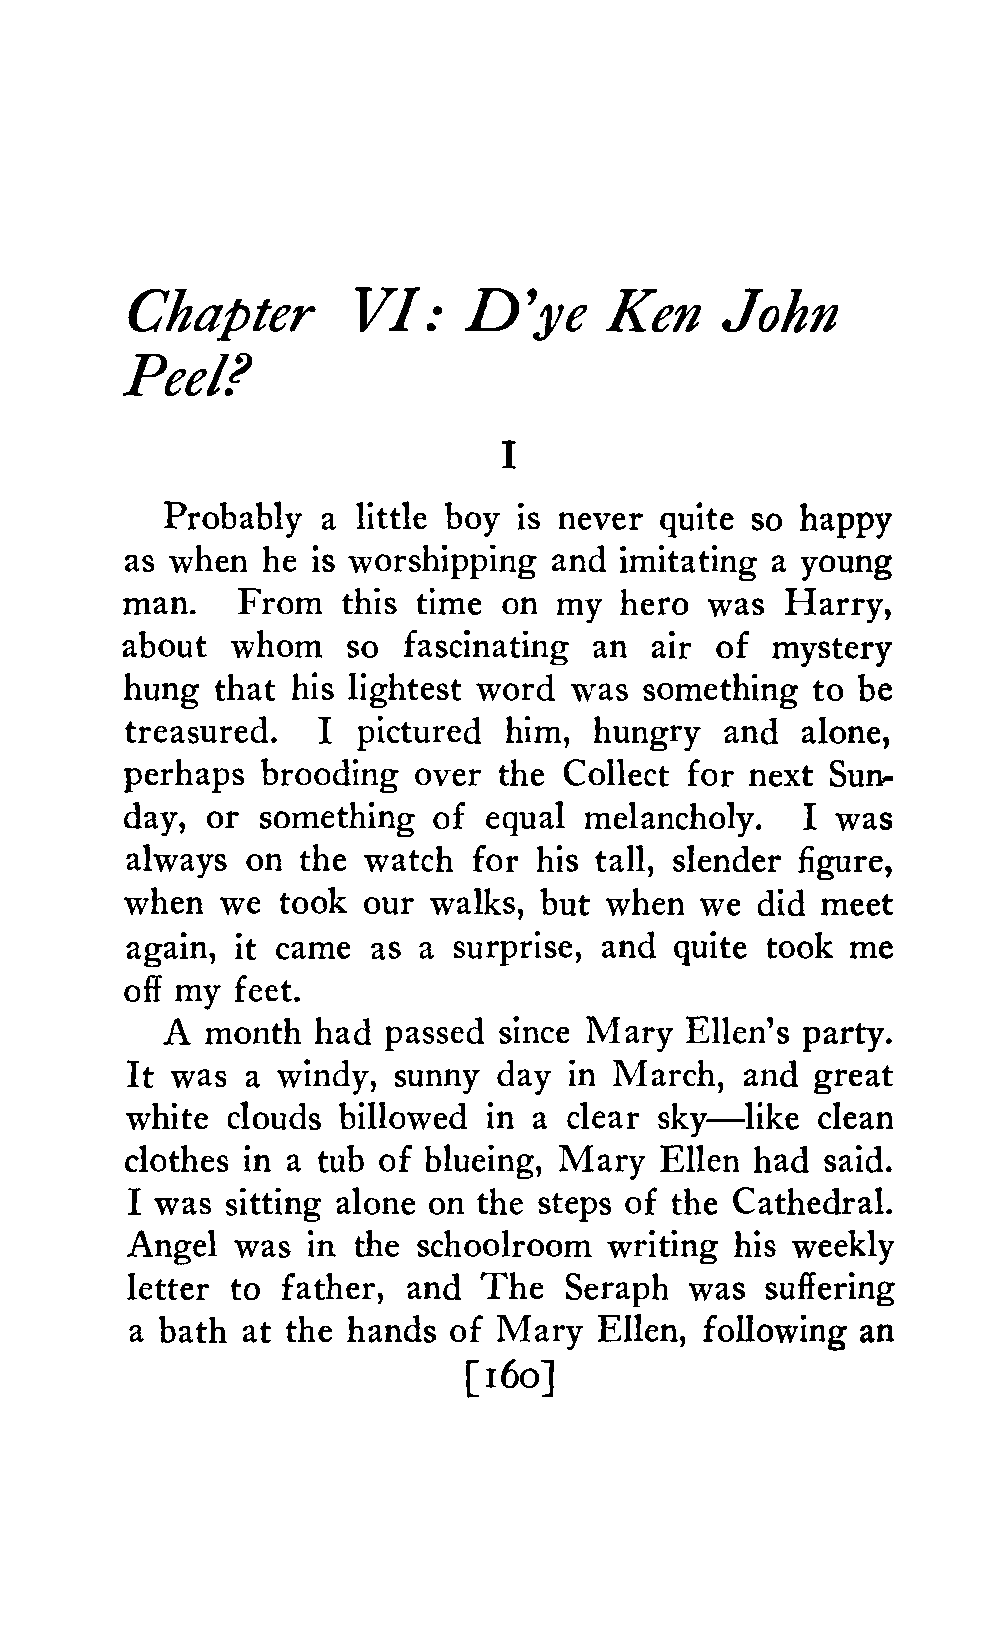 Chapter VI: D'ye Ken John
Peel?
I
Probably a little boy is never quite so happy
as when he is worshipping and imitating a young
man. From this time on my hero was Harry,
about whom so fascinating an air of mystery
hung that his lightest word was something to be
treasured. I pictured him, hungry and alone,
perhaps brooding over the Collect for next Sun-
day, or something of equal melancholy. I was
always on the watch for his tall, slender figure,
when we took our walks, but when we did meet
again, it came as a surprise, and quite took me
off my feet.
A month had passed since Mary Ellen's party.
It was a windy, sunny day in March, and great
white clouds billowed in a clear sky—like clean
clothes in a tub of blueing, Mary Ellen had said.
I was sitting alone on the steps of the Cathedral.
Angel was in the schoolroom writing his weekly
letter to father, and The Seraph was suffering
a bath at the hands of Mary Ellen, following an
[160]